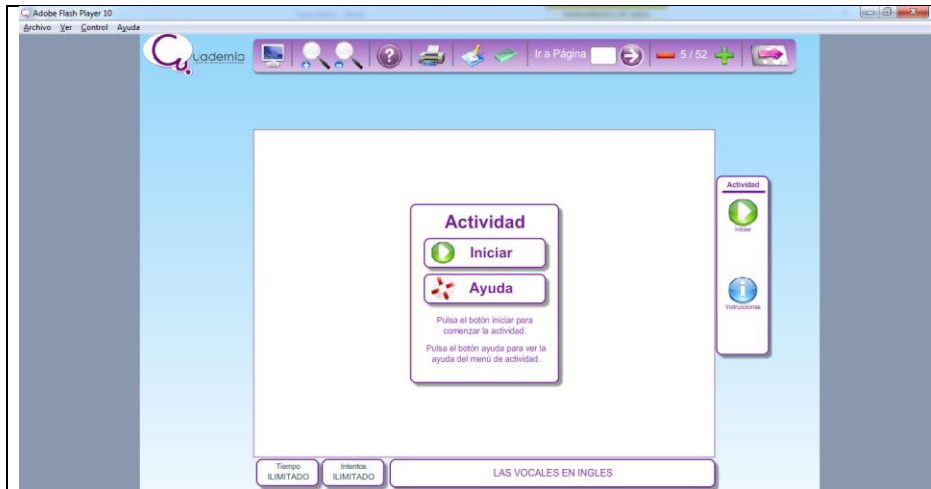 Adobe Flash Player 10
Archivo Ver Control Ayuda
Cuadernia
Ir a Página
5 / 52
Actividad
Iniciar
Ayuda
Pulsa el botón iniciar para
comenzar la actividad.
Pulsa el botón ayuda para ver la
ayuda del menú de actividad.
Actividad
Iniciar
Instrucciones
Tiempo
ILIMITADO
Intentos
ILIMITADO
LAS VOCALES EN INGLES